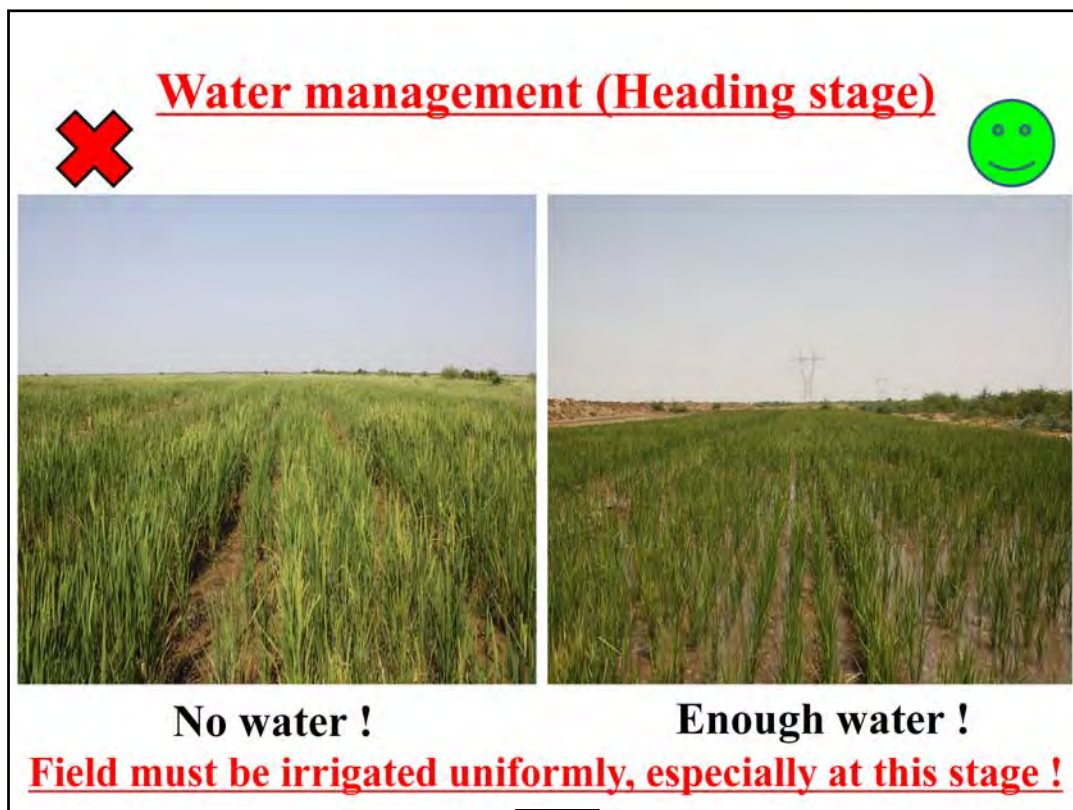 Water management (Heading stage)
No water !
Enough water !
Field must be irrigated uniformly, especially at this stage !